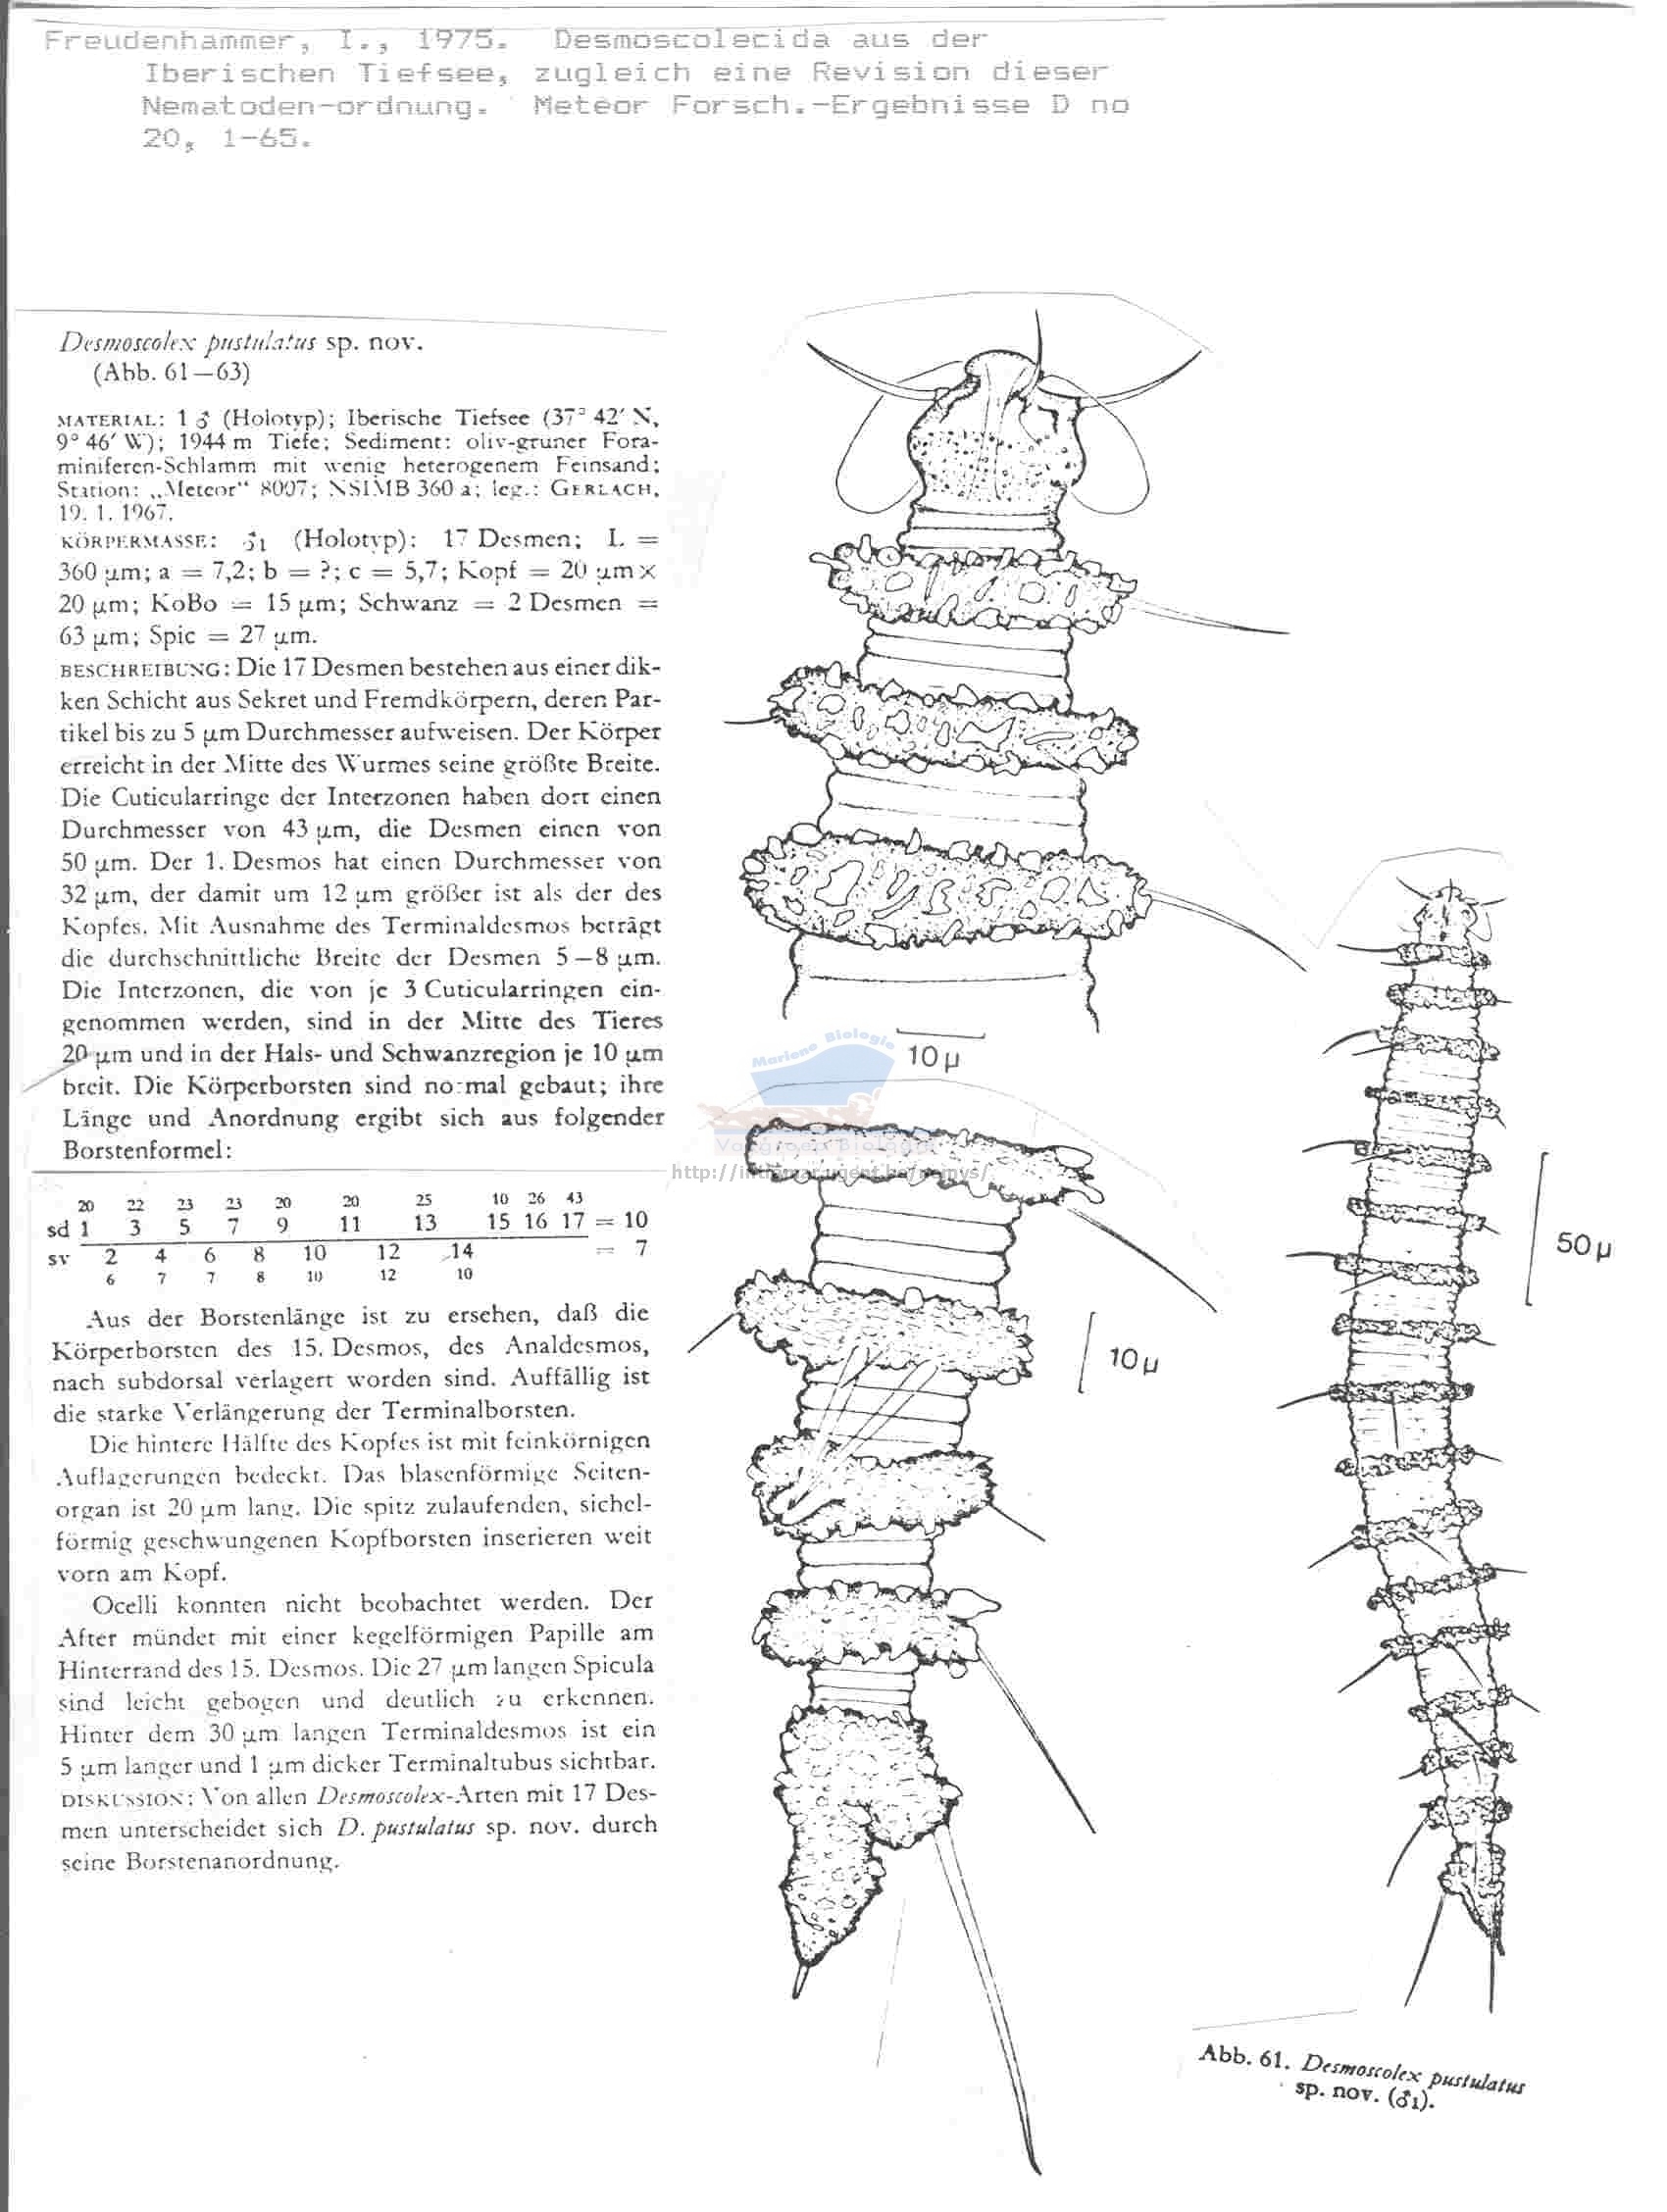 Freudenhammer, I., 1975. Desmoscolecida aus der
Iberischen Tiefsee, zugleich eine Revision dieser
Nematoden-ordnung. Meteor Forsch.-Ergebnisse D no
20, 1-65.
Desmoscolex pustulatus sp. nov.
(Abb. 61—63)
MATERIAL: 1 ♂ (Holotyp); Iberische Tiefsee (37° 42′ N,
9° 46′ W); 1944 m Tiefe; Sediment: oliv-gruner Fora-
miniferen-Schlamm mit wenig heterogenem Feinsand;
Station: „Meteor“ 8007; NSIMB 360 a; leg.: GERLACH,
19. 1. 1967.
KÖRPERMASSE: ♂1 (Holotyp): 17 Desmen; L =
360 µm; a = 7,2; b = ?; c = 5,7; Kopf = 20 µm×
20 µm; KoBo = 15 µm; Schwanz = 2 Desmen =
63 µm; Spic = 27 µm.
BESCHREIBUNG: Die 17 Desmen bestehen aus einer dik-
ken Schicht aus Sekret und Fremdkörpern, deren Par-
tikel bis zu 5 µm Durchmesser aufweisen. Der Körper
erreicht in der Mitte des Wurmes seine größte Breite.
Die Cuticularringe der Interzonen haben dort einen
Durchmesser von 43 µm, die Desmen einen von
50 µm. Der 1. Desmos hat einen Durchmesser von
32 µm, der damit um 12 µm größer ist als der des
Kopfes. Mit Ausnahme des Terminaldesmos beträgt
die durchschnittliche Breite der Desmen 5—8 µm.
Die Interzonen, die von je 3 Cuticularringen ein-
genommen werden, sind in der Mitte des Tieres
20 µm und in der Hals- und Schwanzregion je 10 µm
breit. Die Körperborsten sind normal gebaut; ihre
Länge und Anordnung ergibt sich aus folgender
Borstenformel:
20 22 23 23 20 20 25 10 26 43
sd 1 3 5 7 9 11 13 15 16 17 = 10
sv 2 4 6 8 10 12 14 = 7
6 7 7 8 10 12 10
Aus der Borstenlänge ist zu ersehen, daß die
Körperborsten des 15. Desmos, des Analdesmos,
nach subdorsal verlagert worden sind. Auffällig ist
die starke Verlängerung der Terminalborsten.
Die hintere Hälfte des Kopfes ist mit feinkörnigen
Auflagerungen bedeckt. Das blasenförmige Seiten-
organ ist 20 µm lang. Die spitz zulaufenden, sichel-
förmig geschwungenen Kopfborsten inserieren weit
vorn am Kopf.
Ocelli konnten nicht beobachtet werden. Der
After mündet mit einer kegelförmigen Papille am
Hinterrand des 15. Desmos. Die 27 µm langen Spicula
sind leicht gebogen und deutlich zu erkennen.
Hinter dem 30 µm langen Terminaldesmos ist ein
5 µm langer und 1 µm dicker Terminaltubus sichtbar.
DISKUSSION: Von allen Desmoscolex-Arten mit 17 Des-
men unterscheidet sich D. pustulatus sp. nov. durch
seine Borstenanordnung.
10 µ
Mariene Biologie
10 µ
50 µ
Abb. 61. Desmoscolex pustulatus
sp. nov. (♂1).